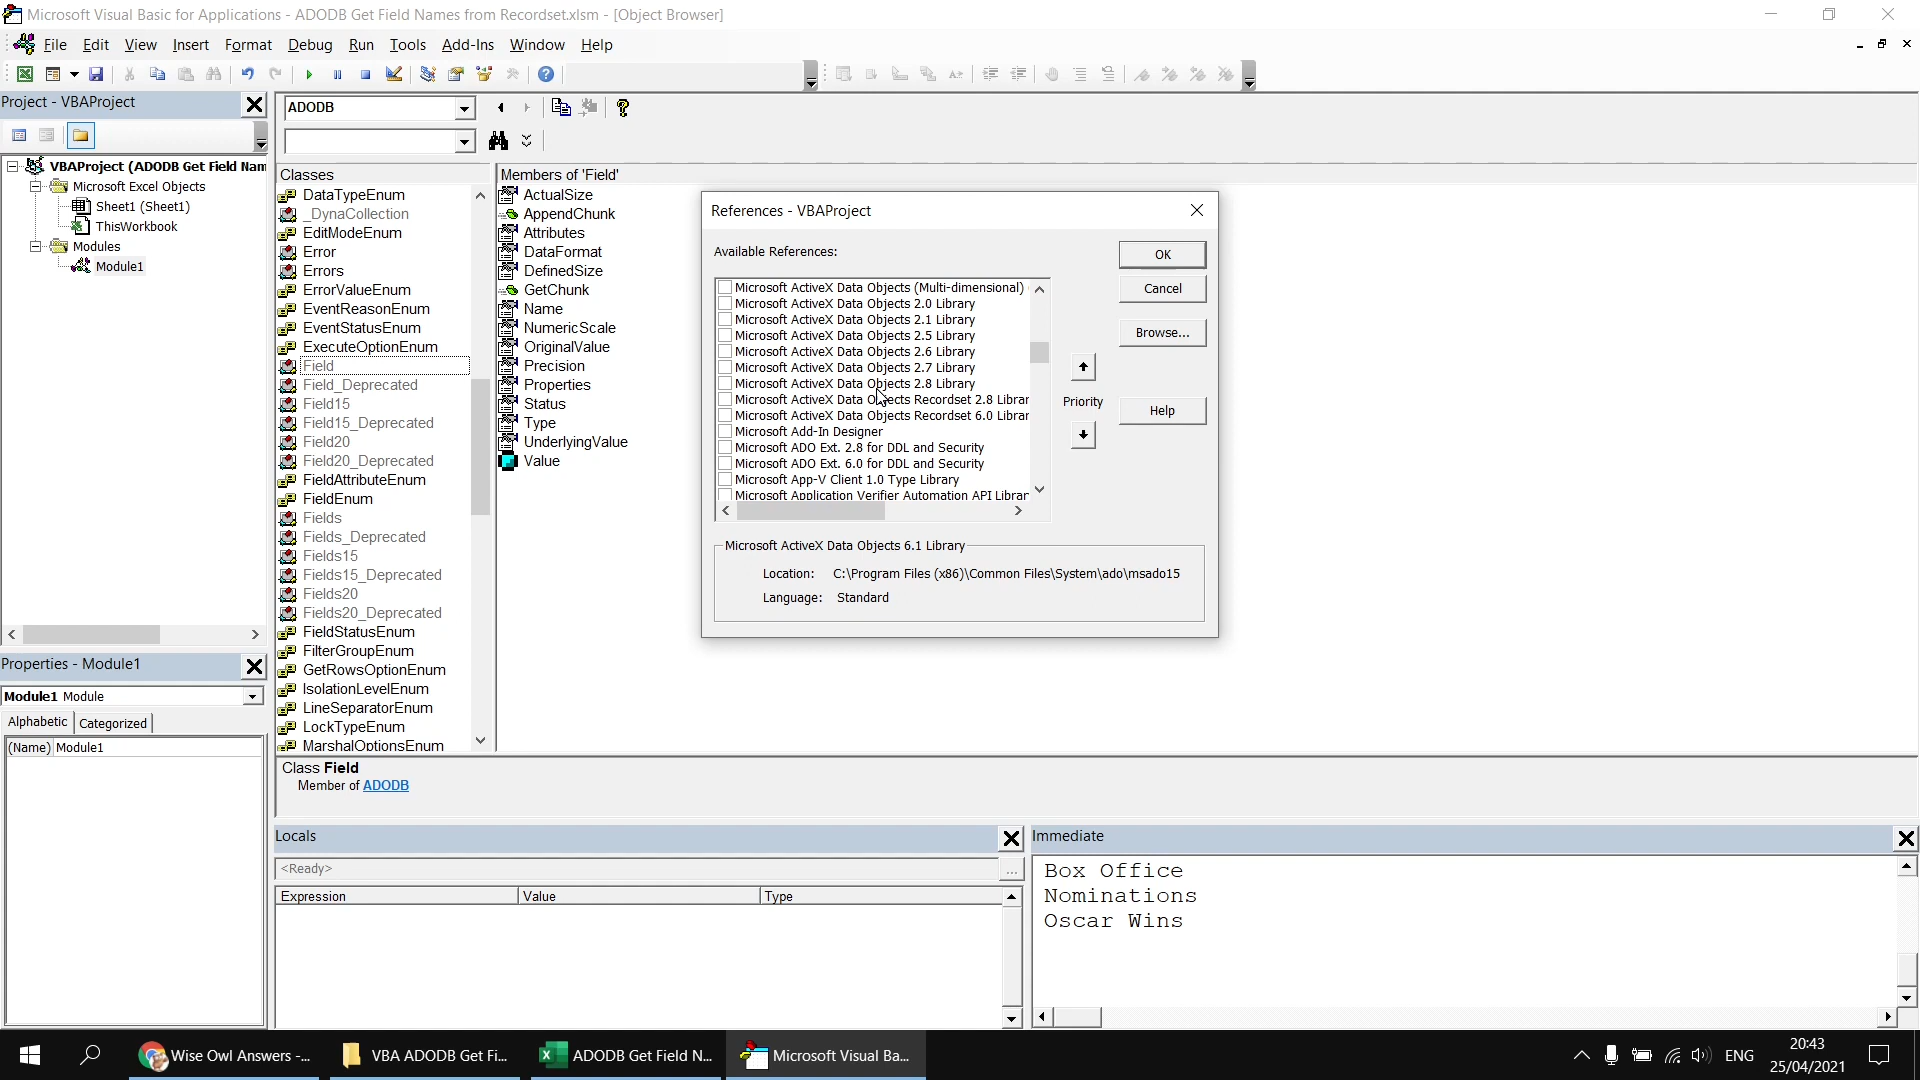 Microsoft Visual Basic for Applications - ADODB Get Field Names from Recordset.xlsm - [Object Browser]
File Edit View Insert Format Debug Run Tools Add-Ins Window Help
Project - VBAProject
VBAProject (ADODB Get Field Nam
Microsoft Excel Objects
Sheet1 (Sheet1)
ThisWorkbook
Modules
Module1
Properties - Module1
Module1 Module
Alphabetic Categorized
(Name) Module1
ADODB
Classes
DataTypeEnum
_DynaCollection
EditModeEnum
Error
Errors
ErrorValueEnum
EventReasonEnum
EventStatusEnum
ExecuteOptionEnum
Field
Field_Deprecated
Field15
Field15_Deprecated
Field20
Field20_Deprecated
FieldAttributeEnum
FieldEnum
Fields
Fields_Deprecated
Fields15
Fields15_Deprecated
Fields20
Fields20_Deprecated
FieldStatusEnum
FilterGroupEnum
GetRowsOptionEnum
IsolationLevelEnum
LineSeparatorEnum
LockTypeEnum
MarshalOptionsEnum
Members of 'Field'
ActualSize
AppendChunk
Attributes
DataFormat
DefinedSize
GetChunk
Name
NumericScale
OriginalValue
Precision
Properties
Status
Type
UnderlyingValue
Value
Class Field
Member of ADODB
References - VBAProject
Available References:
Microsoft ActiveX Data Objects (Multi-dimensional)
Microsoft ActiveX Data Objects 2.0 Library
Microsoft ActiveX Data Objects 2.1 Library
Microsoft ActiveX Data Objects 2.5 Library
Microsoft ActiveX Data Objects 2.6 Library
Microsoft ActiveX Data Objects 2.7 Library
Microsoft ActiveX Data Objects 2.8 Library
Microsoft ActiveX Data Objects Recordset 2.8 Librar
Microsoft ActiveX Data Objects Recordset 6.0 Librar
Microsoft Add-In Designer
Microsoft ADO Ext. 2.8 for DDL and Security
Microsoft ADO Ext. 6.0 for DDL and Security
Microsoft App-V Client 1.0 Type Library
Microsoft Application Verifier Automation API Librar
OK
Cancel
Browse...
Priority
Help
Microsoft ActiveX Data Objects 6.1 Library
Location: C:\Program Files (x86)\Common Files\System\ado\msado15
Language: Standard
Locals
<Ready>
...
Expression Value Type
Immediate
Box Office
Nominations
Oscar Wins
Wise Owl Answers -...
VBA ADODB Get Fi...
ADODB Get Field N...
Microsoft Visual Ba...
ENG
20:43
25/04/2021